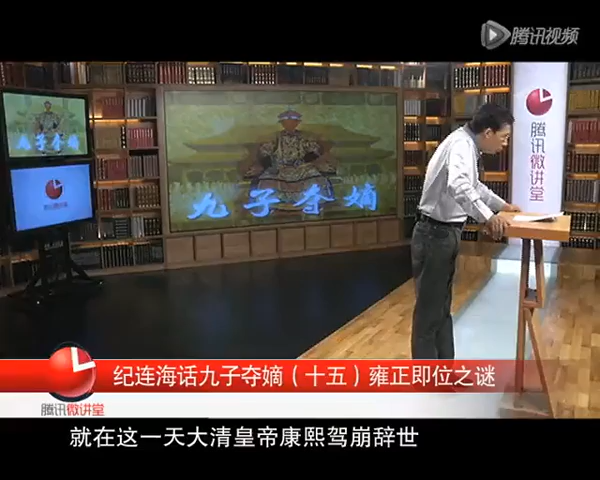 腾讯视频
九子夺嫡
腾讯微讲堂
九子夺嫡
纪连海话九子夺嫡（十五）雍正即位之谜
腾讯微讲堂
就在这一天大清皇帝康熙驾崩辞世